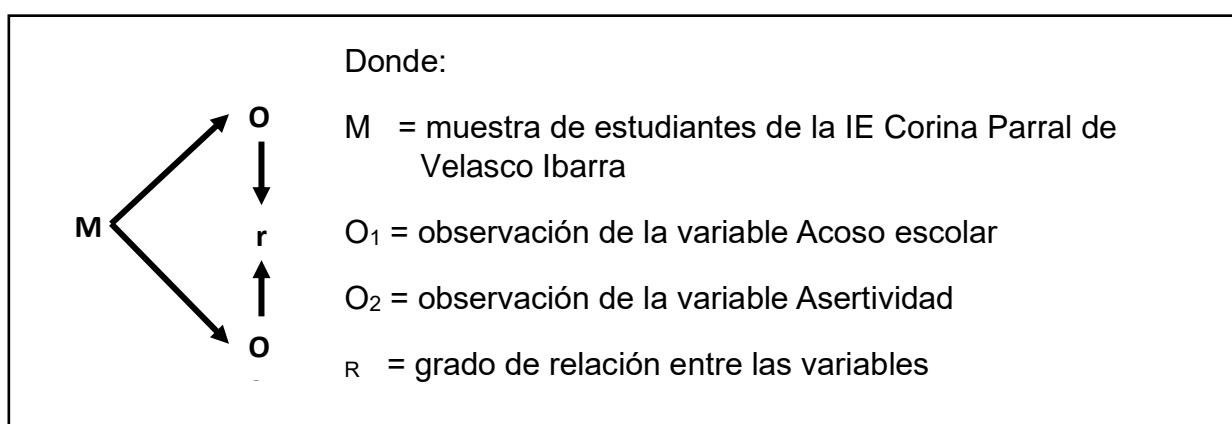 Donde:
O
M = muestra de estudiantes de la IE Corina Parral de
Velasco Ibarra
M
r
O₁ = observación de la variable Acoso escolar
O₂ = observación de la variable Asertividad
O
R = grado de relación entre las variables